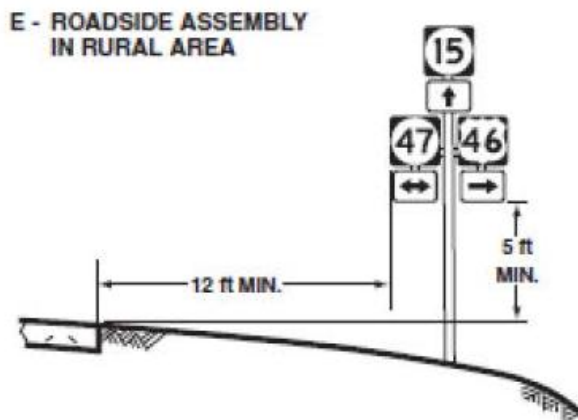 E - ROADSIDE ASSEMBLY
IN RURAL AREA
15
47 46
12 ft MIN.
5 ft
MIN.